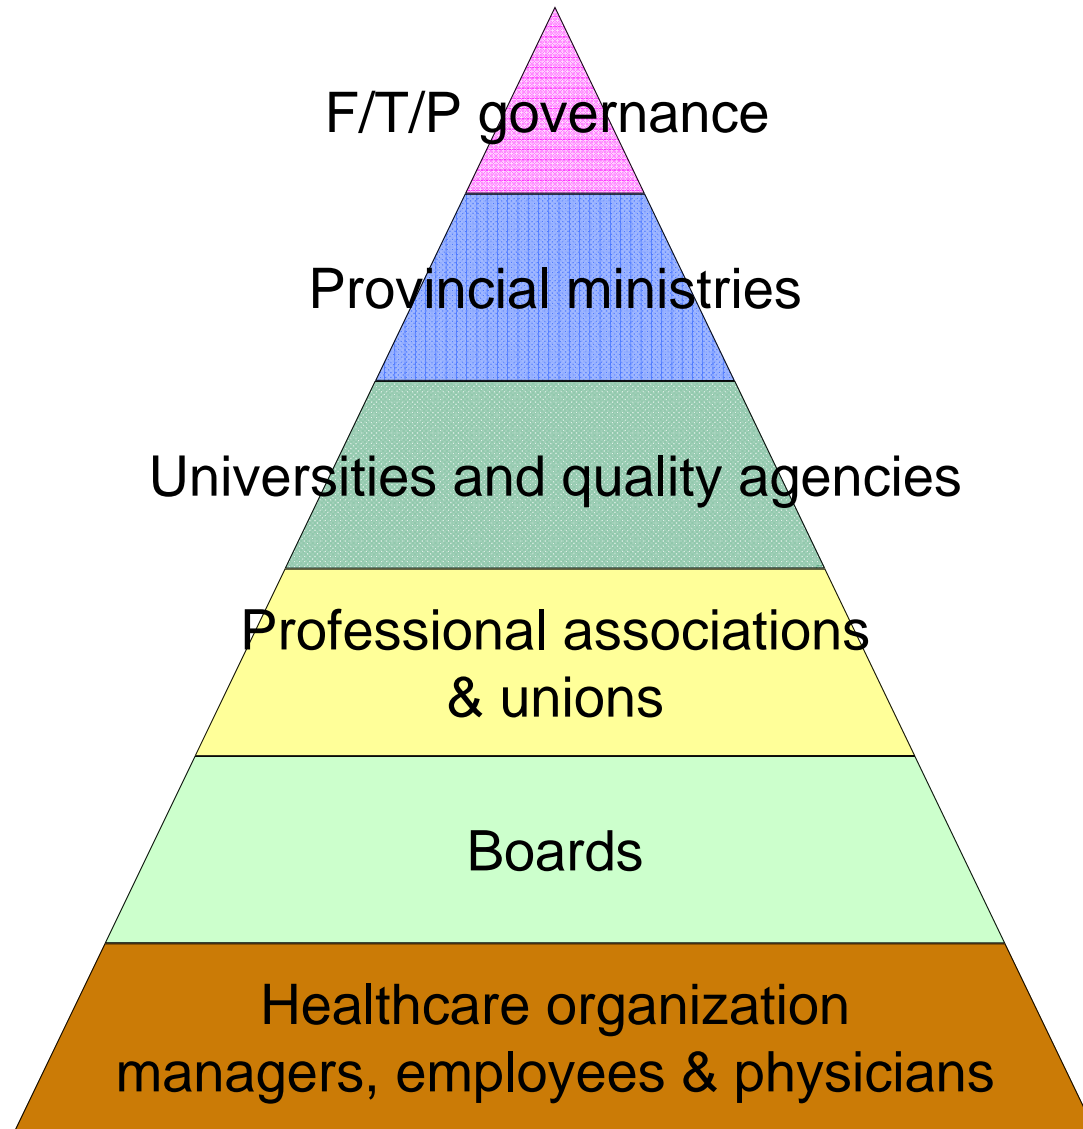 F/T/P governance
Provincial ministries
Universities and quality agencies
Professional associations
& unions
Boards
Healthcare organization
managers, employees & physicians